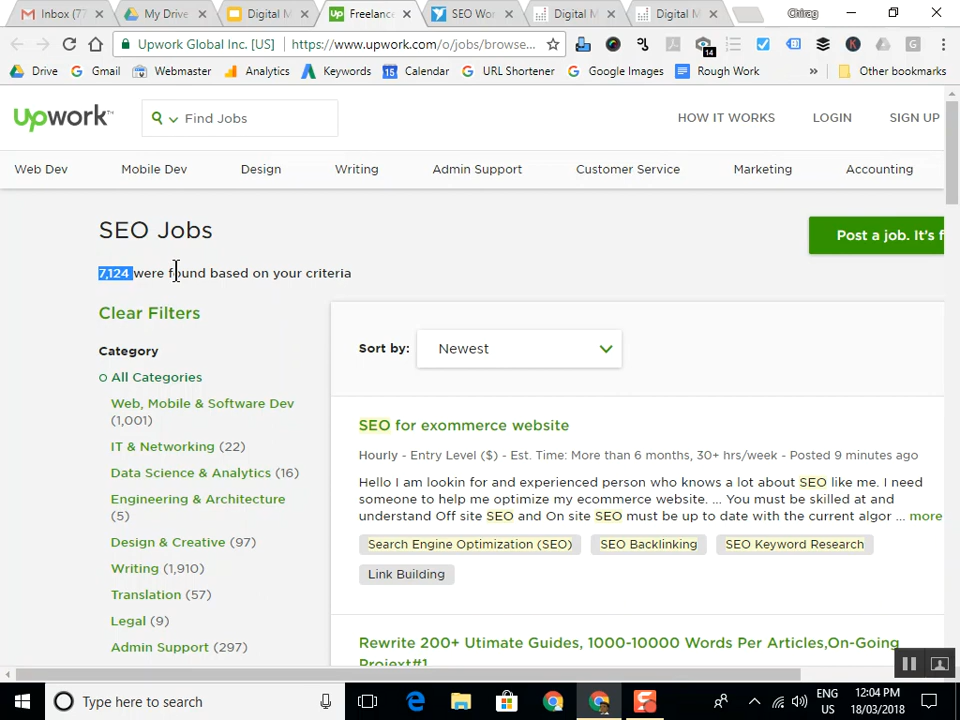 Inbox (77
My Drive
Digital M
Freelance
SEO Wor
Digital M
Digital M
Chirag
Upwork Global Inc. [US]
https://www.upwork.com/o/jobs/browse...
14
Drive
Gmail
Webmaster
Analytics
Keywords
15 Calendar
URL Shortener
Google Images
Rough Work
»
Other bookmarks
upwork™
Find Jobs
HOW IT WORKS
LOGIN
SIGN UP
Web Dev
Mobile Dev
Design
Writing
Admin Support
Customer Service
Marketing
Accounting
SEO Jobs
Post a job. It's f
7,124 were found based on your criteria
Clear Filters
Category
All Categories
Web, Mobile & Software Dev
(1,001)
IT & Networking (22)
Data Science & Analytics (16)
Engineering & Architecture
(5)
Design & Creative (97)
Writing (1,910)
Translation (57)
Legal (9)
Admin Support (297)
Sort by:
Newest
SEO for exommerce website
Hourly - Entry Level ($) - Est. Time: More than 6 months, 30+ hrs/week - Posted 9 minutes ago
Hello I am lookin for and experienced person who knows a lot about SEO like me. I need
someone to help me optimize my ecommerce website. ... You must be skilled at and
understand Off site SEO and On site SEO must be up to date with the current algor ... more
Search Engine Optimization (SEO)
SEO Backlinking
SEO Keyword Research
Link Building
Rewrite 200+ Utimate Guides, 1000-10000 Words Per Articles,On-Going
Project#1
Type here to search
ENG
US
12:04 PM
18/03/2018